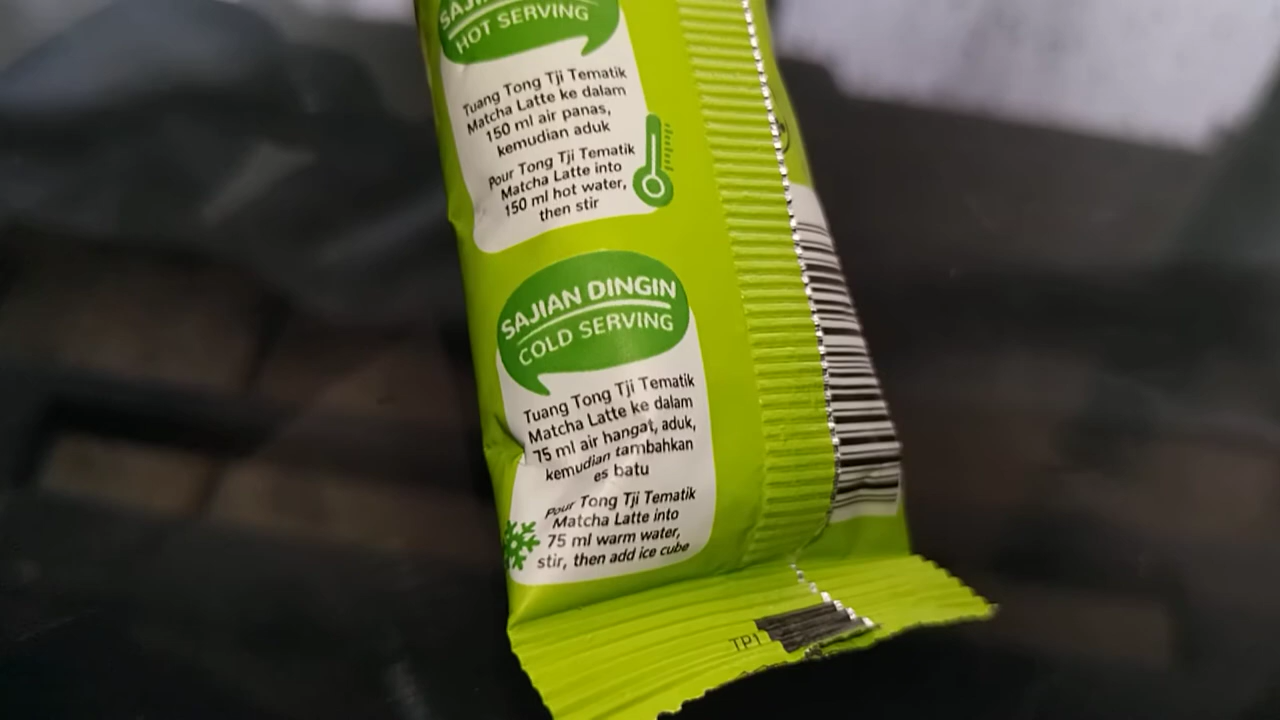 HOT SERVING
Tuang Tong Tji Tematik
Matcha Latte ke dalam
150 ml air panas,
kemudian aduk
Pour Tong Tji Tematik
Matcha Latte into
150 ml hot water,
then stir
SAJIAN DINGIN
COLD SERVING
Tuang Tong Tji Tematik
Matcha Latte ke dalam
75 ml air hangat, aduk,
kemudian tambahkan
es batu
Pour Tong Tji Tematik
Matcha Latte into
75 ml warm water,
stir, then add ice cube
TP1